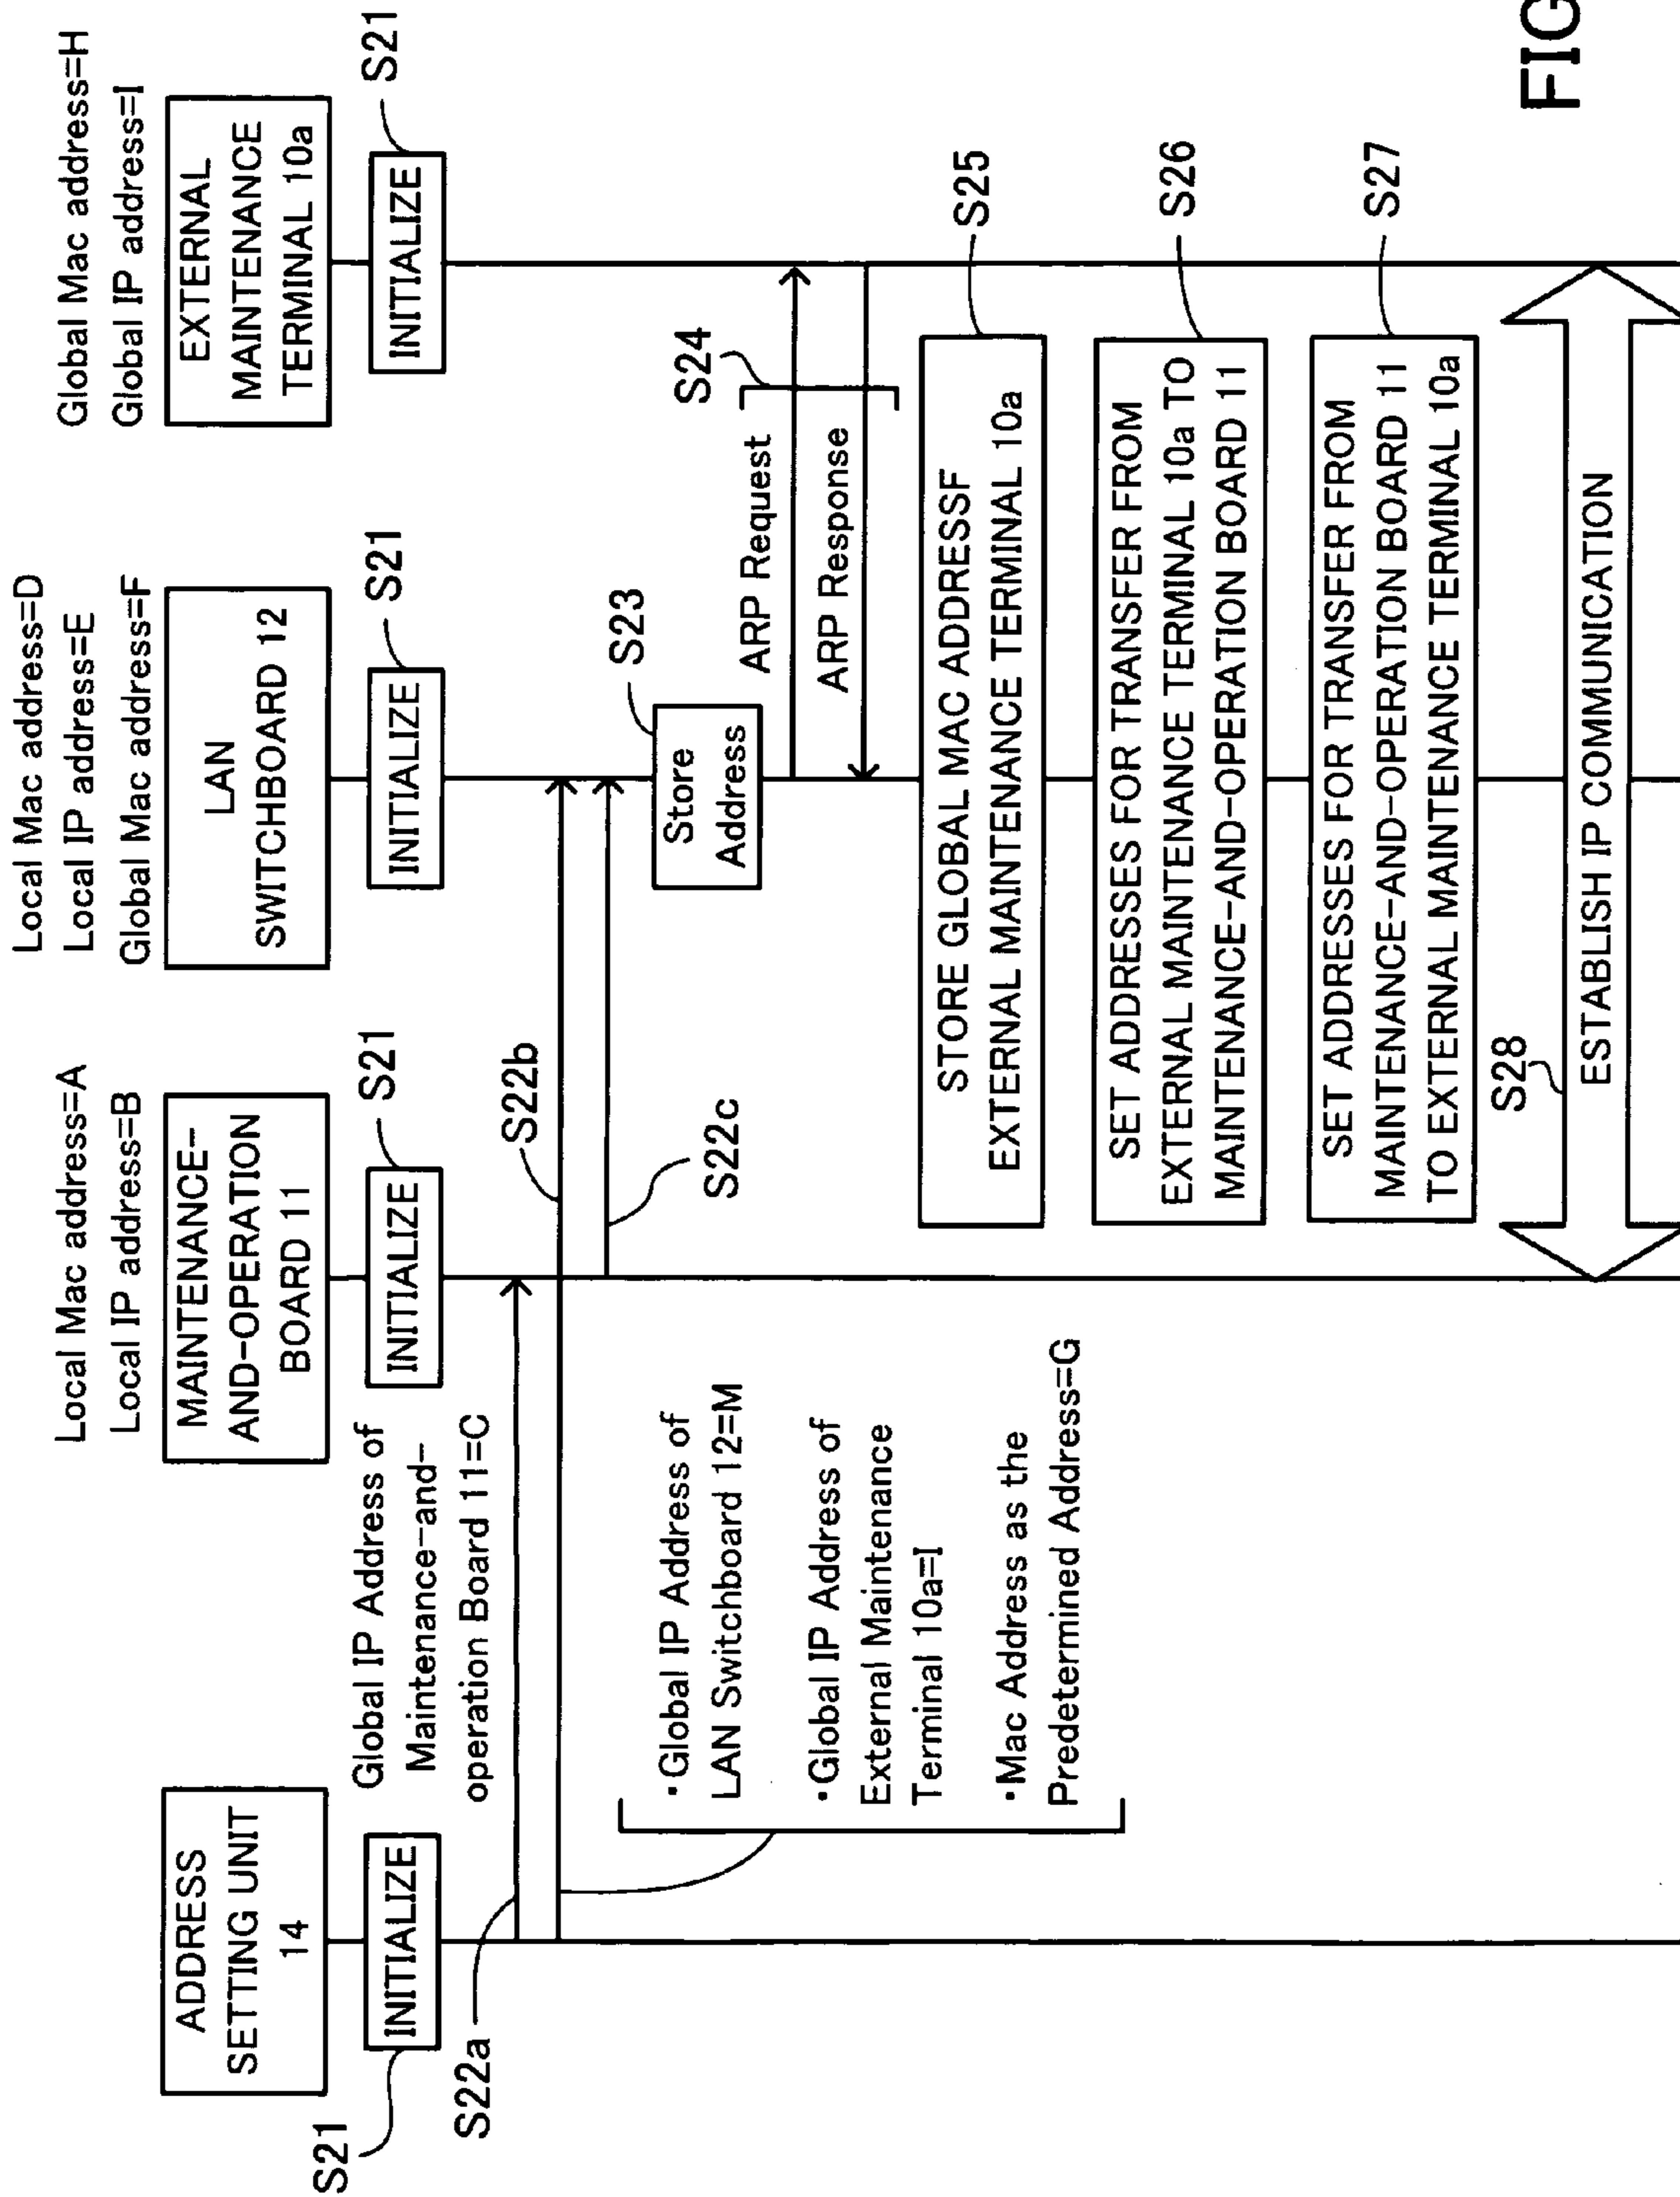 Local Mac address=D
Local Mac address=A
Local IP address=E
Global Mac address=H
Local IP address=B
Global Mac address=F
Global IP address=I
ADDRESS
SETTING UNIT
14
MAINTENANCE-
AND-OPERATION
BOARD 11
LAN
SWITCHBOARD 12
EXTERNAL
MAINTENANCE
TERMINAL 10a
S21
INITIALIZE
INITIALIZE
S21
INITIALIZE
S21
INITIALIZE
S21
Global IP Address of
Maintenance-and-
operation Board 11=C
S22a
S22b
S22c
•Global IP Address of
LAN Switchboard 12=M
•Global IP Address of
External Maintenance
Terminal 10a=I
•Mac Address as the
Predetermined Address=G
Store
Address
S23
ARP Request
ARP Response
S24
STORE GLOBAL MAC ADDRESSF
EXTERNAL MAINTENANCE TERMINAL 10a
S25
SET ADDRESSES FOR TRANSFER FROM
EXTERNAL MAINTENANCE TERMINAL 10a TO
MAINTENANCE-AND-OPERATION BOARD 11
S26
SET ADDRESSES FOR TRANSFER FROM
MAINTENANCE-AND-OPERATION BOARD 11
TO EXTERNAL MAINTENANCE TERMINAL 10a
S27
S28
ESTABLISH IP COMMUNICATION
FIG